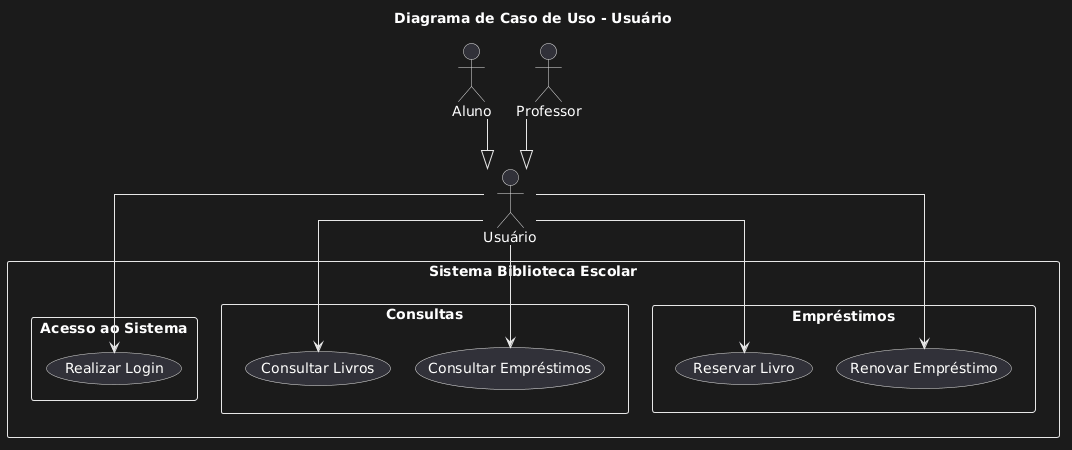 Diagrama de Caso de Uso - Usuário
Aluno
Professor
Usuário
Sistema Biblioteca Escolar
Acesso ao Sistema
Realizar Login
Consultas
Consultar Livros
Consultar Empréstimos
Empréstimos
Reservar Livro
Renovar Empréstimo